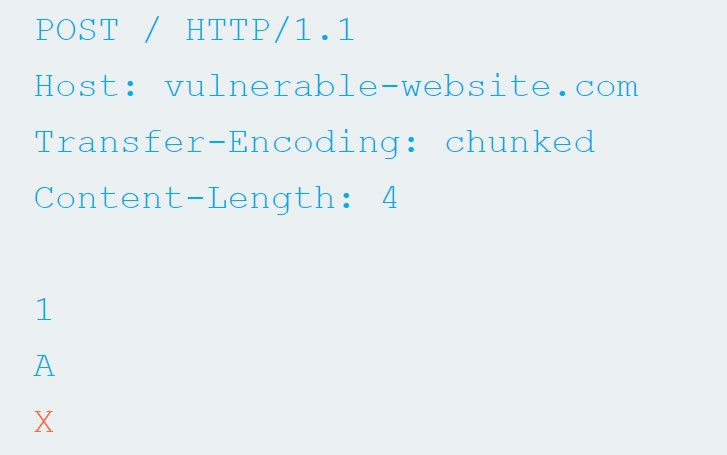 POST / HTTP/1.1
Host: vulnerable-website.com
Transfer-Encoding: chunked
Content-Length: 4

1
A
X